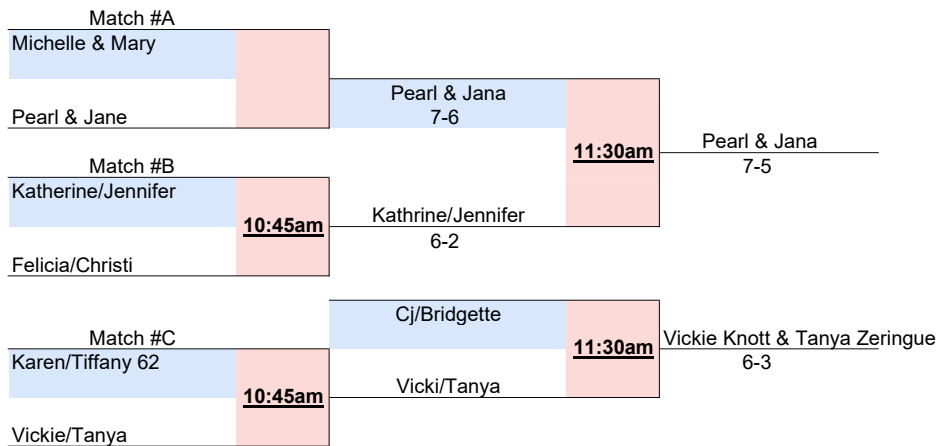 Match #A
Michelle & Mary
Pearl & Jane
Pearl & Jana
7-6
11:30am
Pearl & Jana
7-5
Match #B
Katherine/Jennifer
10:45am
Felicia/Christi
Kathrine/Jennifer
6-2
Cj/Bridgette
Match #C
Karen/Tiffany 62
10:45am
Vickie/Tanya
Vicki/Tanya
11:30am
Vickie Knott & Tanya Zeringue
6-3